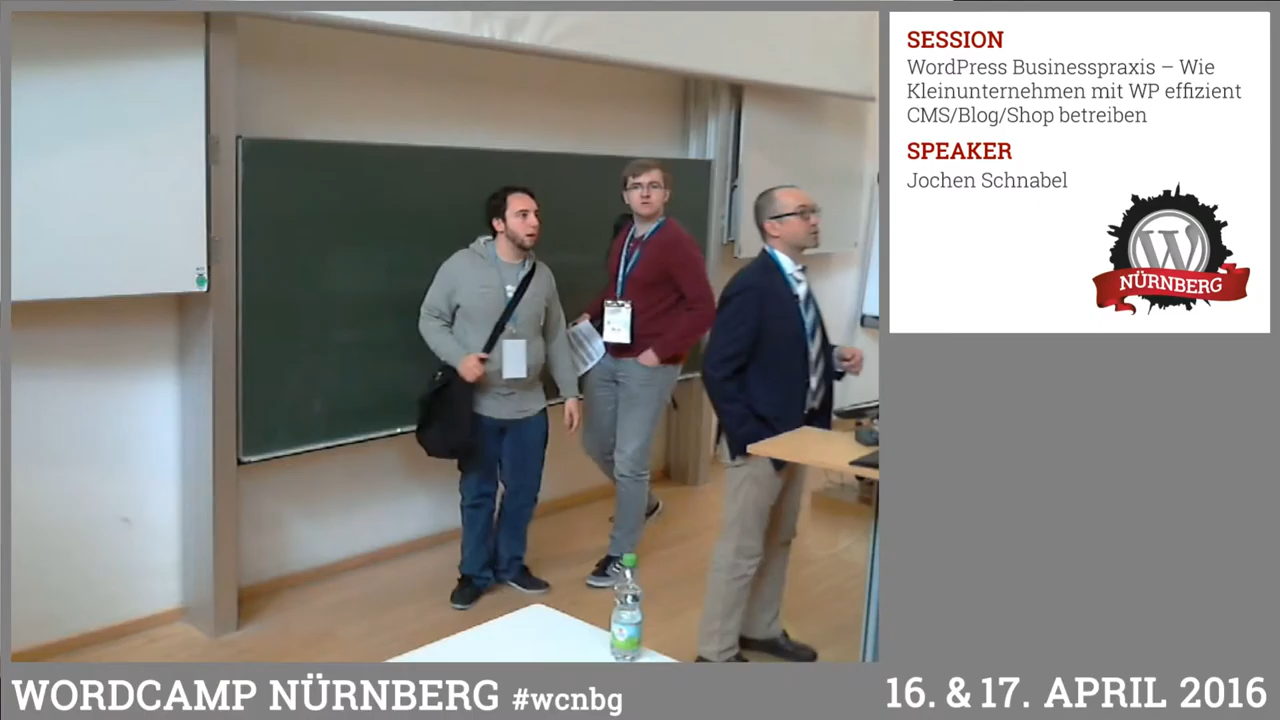 SESSION
WordPress Businesspraxis – Wie
Kleinunternehmen mit WP effizient
CMS/Blog/Shop betreiben
SPEAKER
Jochen Schnabel
W
NÜRNBERG
WORDCAMP NÜRNBERG #wcnbg
16. & 17. APRIL 2016